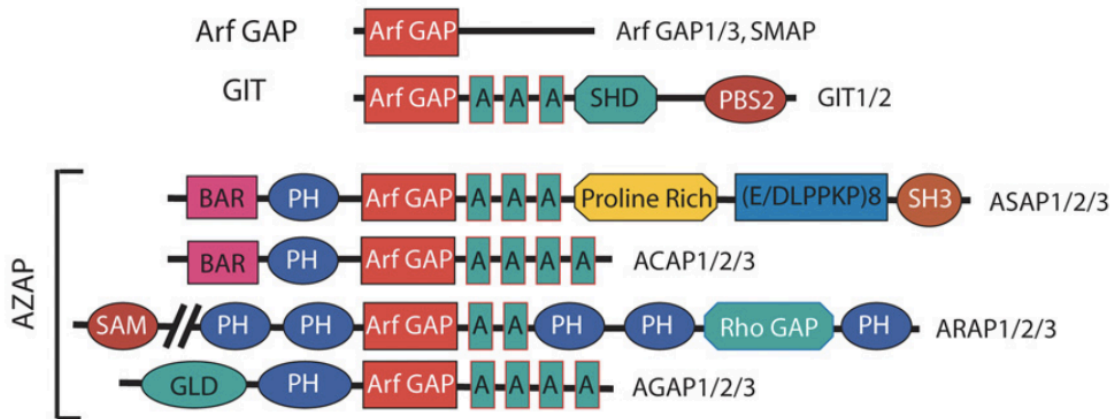 Arf GAP Arf GAP Arf GAP1/3, SMAP
GIT Arf GAP A A A SHD PBS2 GIT1/2
AZAP
BAR PH Arf GAP A A A Proline Rich (E/DLPPKP)8 SH3 ASAP1/2/3
BAR PH Arf GAP A A A A ACAP1/2/3
SAM PH PH Arf GAP A A PH PH Rho GAP PH ARAP1/2/3
GLD PH Arf GAP A A A A AGAP1/2/3